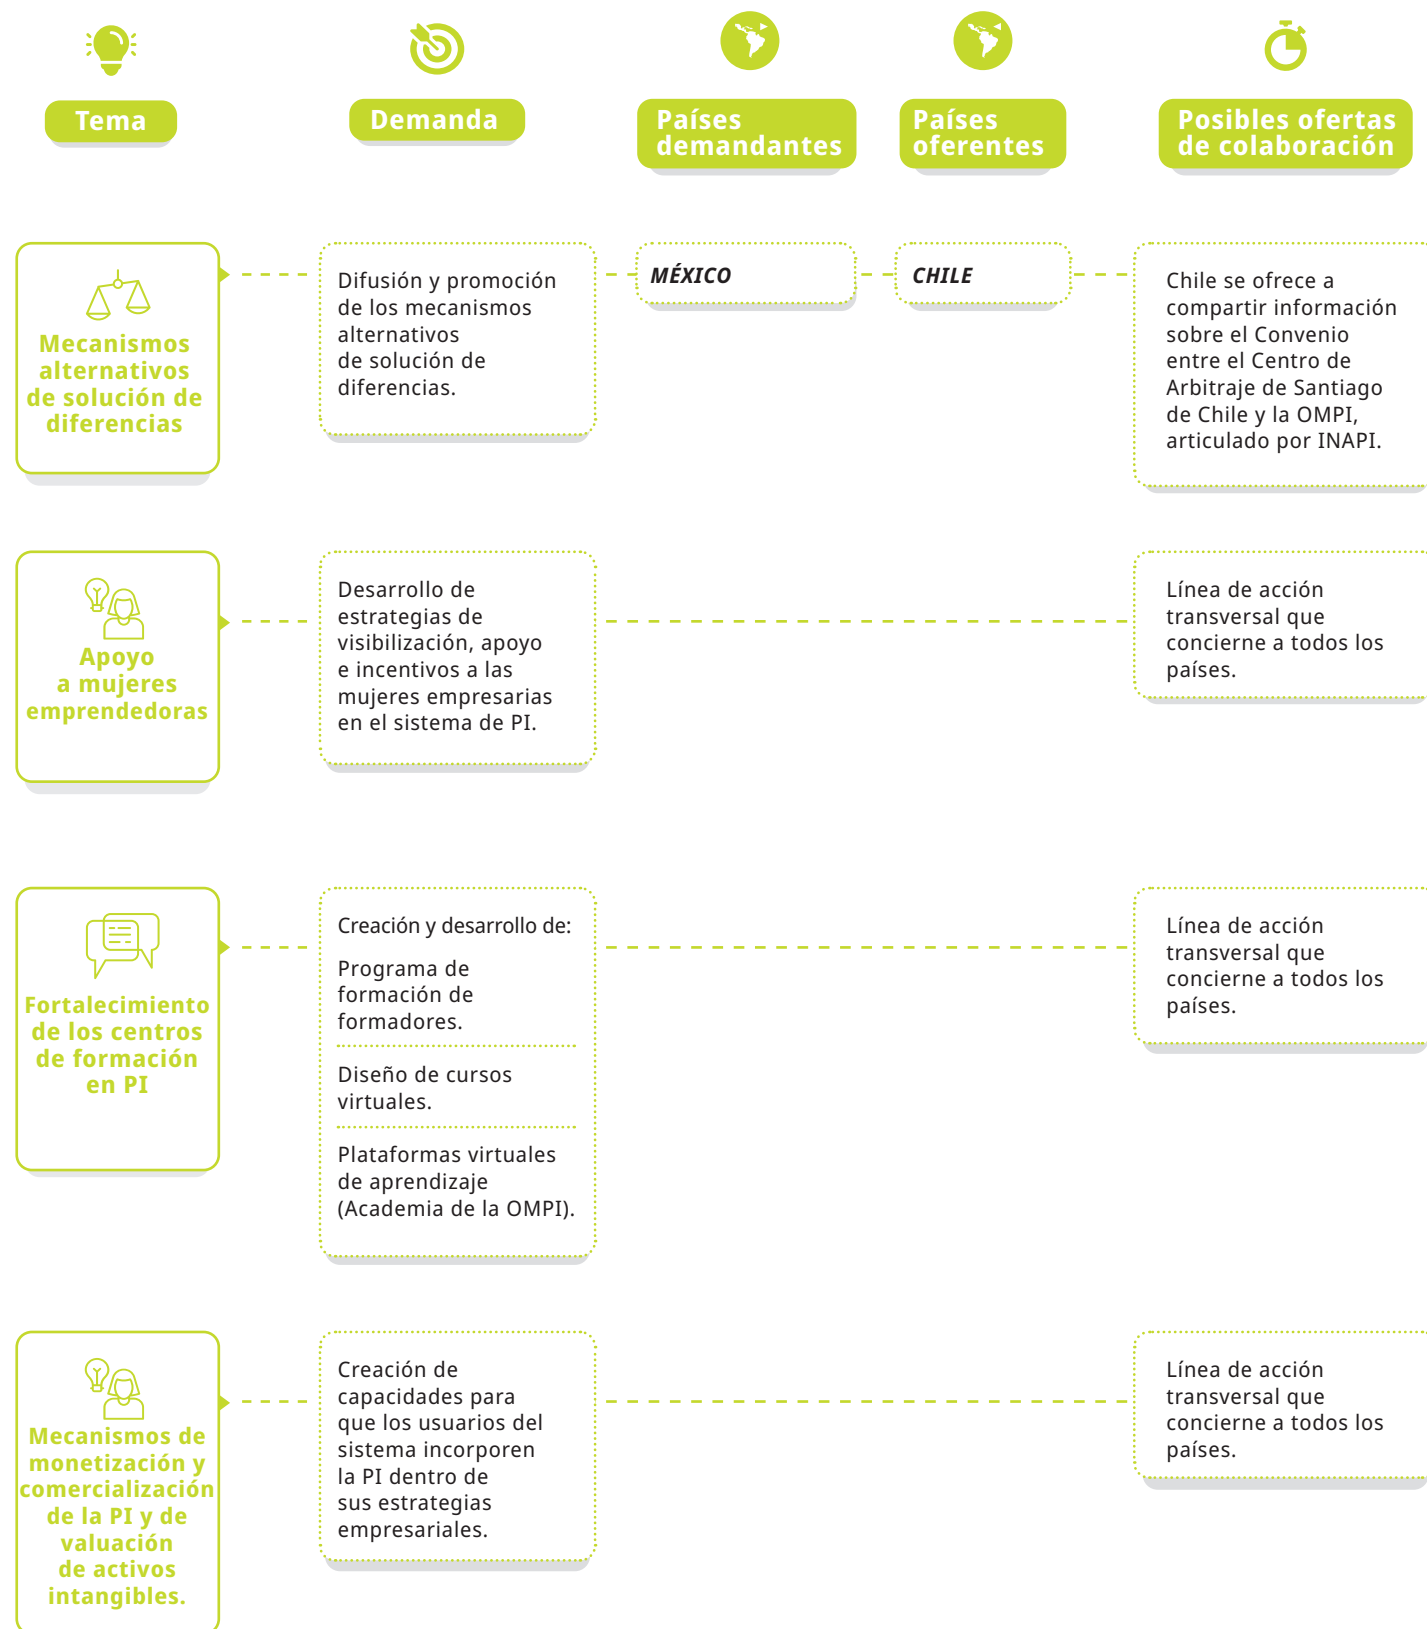 Tema
Demanda
Países
demandantes
Países
oferentes
Posibles ofertas
de colaboración
Mecanismos
alternativos
de solución de
diferencias
Difusión y promoción
de los mecanismos
alternativos
de solución de
diferencias.
MÉXICO
CHILE
Chile se ofrece a
compartir información
sobre el Convenio
entre el Centro de
Arbitraje de Santiago
de Chile y la OMPI,
articulado por INAPI.
Apoyo
a mujeres
emprendedoras
Desarrollo de
estrategias de
visibilización, apoyo
e incentivos a las
mujeres empresarias
en el sistema de PI.
Línea de acción
transversal que
concierne a todos los
países.
Fortalecimiento
de los centros
de formación
en PI
Creación y desarrollo de:
Programa de
formación de
formadores.
Diseño de cursos
virtuales.
Plataformas virtuales
de aprendizaje
(Academia de la OMPI).
Línea de acción
transversal que
concierne a todos los
países.
Mecanismos de
monetización y
comercialización
de la PI y de
valuación
de activos
intangibles.
Creación de
capacidades para
que los usuarios del
sistema incorporen
la PI dentro de
sus estrategias
empresariales.
Línea de acción
transversal que
concierne a todos los
países.